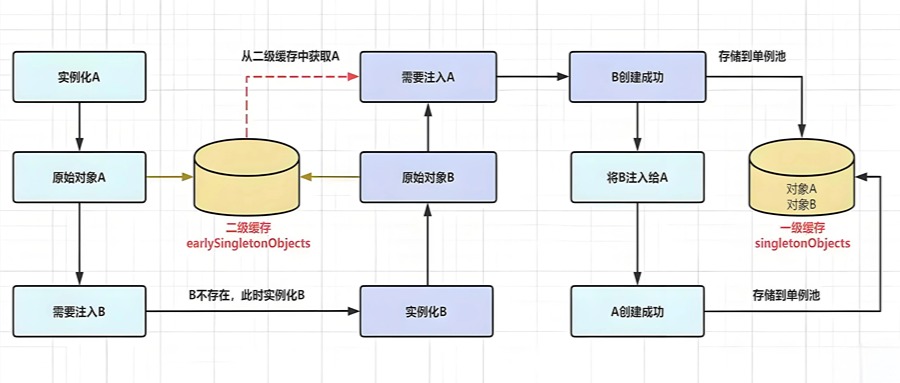 从二级缓存中获取A
存储到单例池
实例化A
需要注入A
B创建成功
原始对象A
原始对象B
将B注入给A
对象A
对象B
二级缓存
earlySingletonObjects
一级缓存
singletonObjects
B不存在，此时实例化B
存储到单例池
需要注入B
实例化B
A创建成功